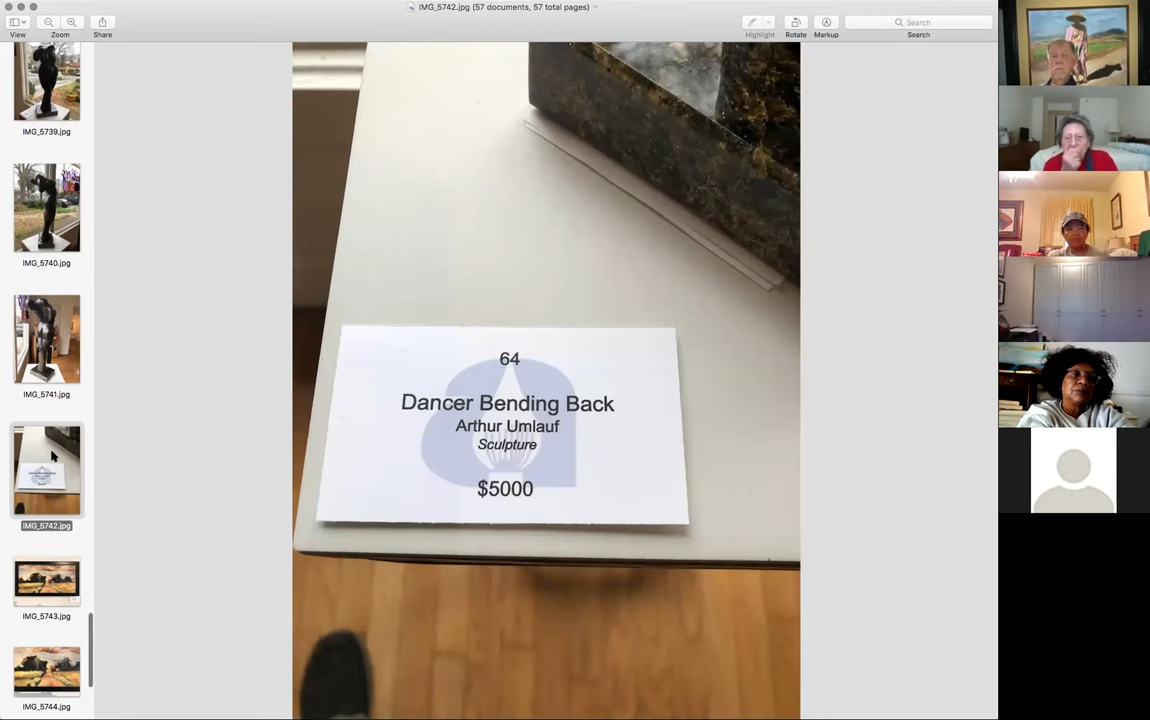 IMG_5742.jpg (57 documents, 57 total pages)
View
Zoom
Share
Highlight
Rotate
Markup
Search
Search
IMG_5739.jpg
IMG_5740.jpg
IMG_5741.jpg
IMG_5742.jpg
IMG_5743.jpg
IMG_5744.jpg
64
Dancer Bending Back
Arthur Umlauf
Sculpture
$5000